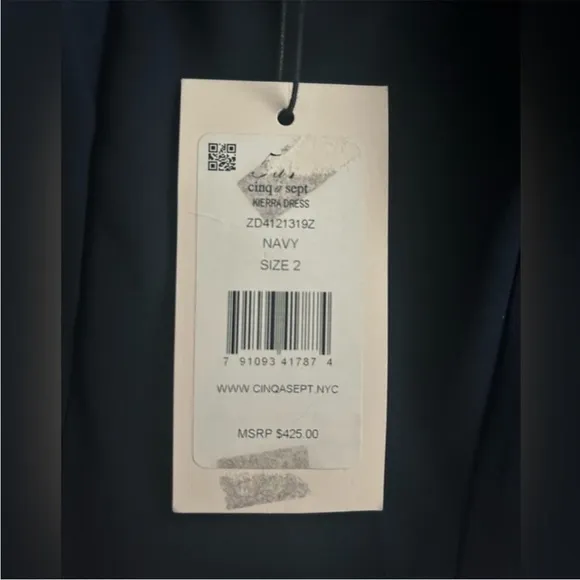 cinq à sept
KIERRA DRESS
ZD4121319Z
NAVY
SIZE 2
7 91093 41787 4
WWW.CINQASEPT.NYC
MSRP $425.00